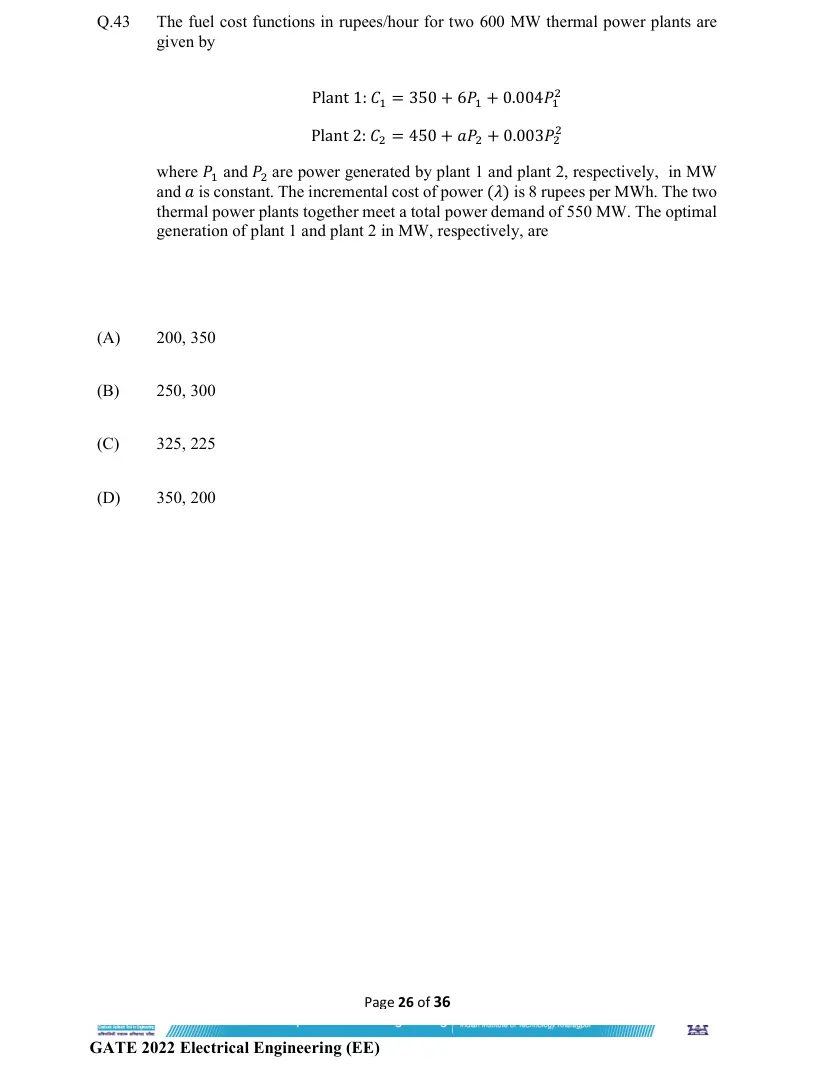 Q.43 The fuel cost functions in rupees/hour for two 600 MW thermal power plants are
given by
Plant 1: 𝐶₁ = 350 + 6𝑃₁ + 0.004𝑃₁²
Plant 2: 𝐶₂ = 450 + 𝑎𝑃₂ + 0.003𝑃₂²
where 𝑃₁ and 𝑃₂ are power generated by plant 1 and plant 2, respectively, in MW
and 𝑎 is constant. The incremental cost of power (𝜆) is 8 rupees per MWh. The two
thermal power plants together meet a total power demand of 550 MW. The optimal
generation of plant 1 and plant 2 in MW, respectively, are
(A) 200, 350
(B) 250, 300
(C) 325, 225
(D) 350, 200
Page 26 of 36
GATE 2022 Electrical Engineering (EE)